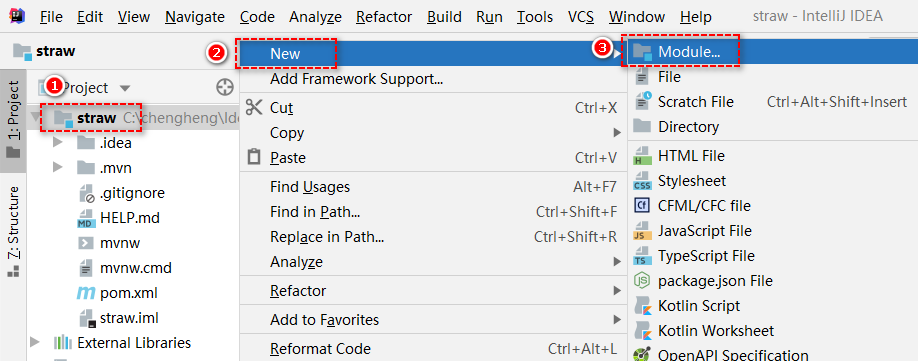 File Edit View Navigate Code Analyze Refactor Build Run Tools VCS Window Help straw - IntelliJ IDEA
straw
1: Project
Z: Structure
1 Project
straw C:\chengheng\Ide
.idea
.mvn
.gitignore
HELP.md
mvnw
mvnw.cmd
pom.xml
straw.iml
External Libraries
2 New
Add Framework Support...
Cut Ctrl+X
Copy
Paste Ctrl+V
Find Usages Alt+F7
Find in Path... Ctrl+Shift+F
Replace in Path... Ctrl+Shift+R
Analyze
Refactor
Add to Favorites
Reformat Code Ctrl+Alt+L
3 Module...
File
Scratch File Ctrl+Alt+Shift+Insert
Directory
HTML File
Stylesheet
CFML/CFC file
JavaScript File
TypeScript File
package.json File
Kotlin Script
Kotlin Worksheet
OpenAPI Specification